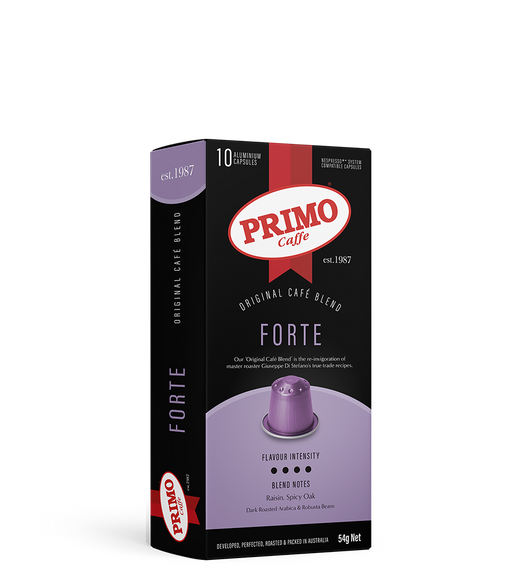 est.1987
ORIGINAL CAFÉ BLEND
FORTE
PRIMO
Caffe
est.1987
10 ALUMINIUM
CAPSULES
NESPRESSO®* SYSTEM
COMPATIBLE CAPSULES
PRIMO
Caffe
®
est.1987
ORIGINAL CAFÉ BLEND
FORTE
Our 'Original Café Blend' is the re-invigoration of
master roaster Giuseppe Di Stefano's true trade recipes.
FLAVOUR INTENSITY
BLEND NOTES
Raisin, Spicy Oak
Dark Roasted Arabica & Robusta Beans
DEVELOPED, PERFECTED, ROASTED & PACKED IN AUSTRALIA
54g Net